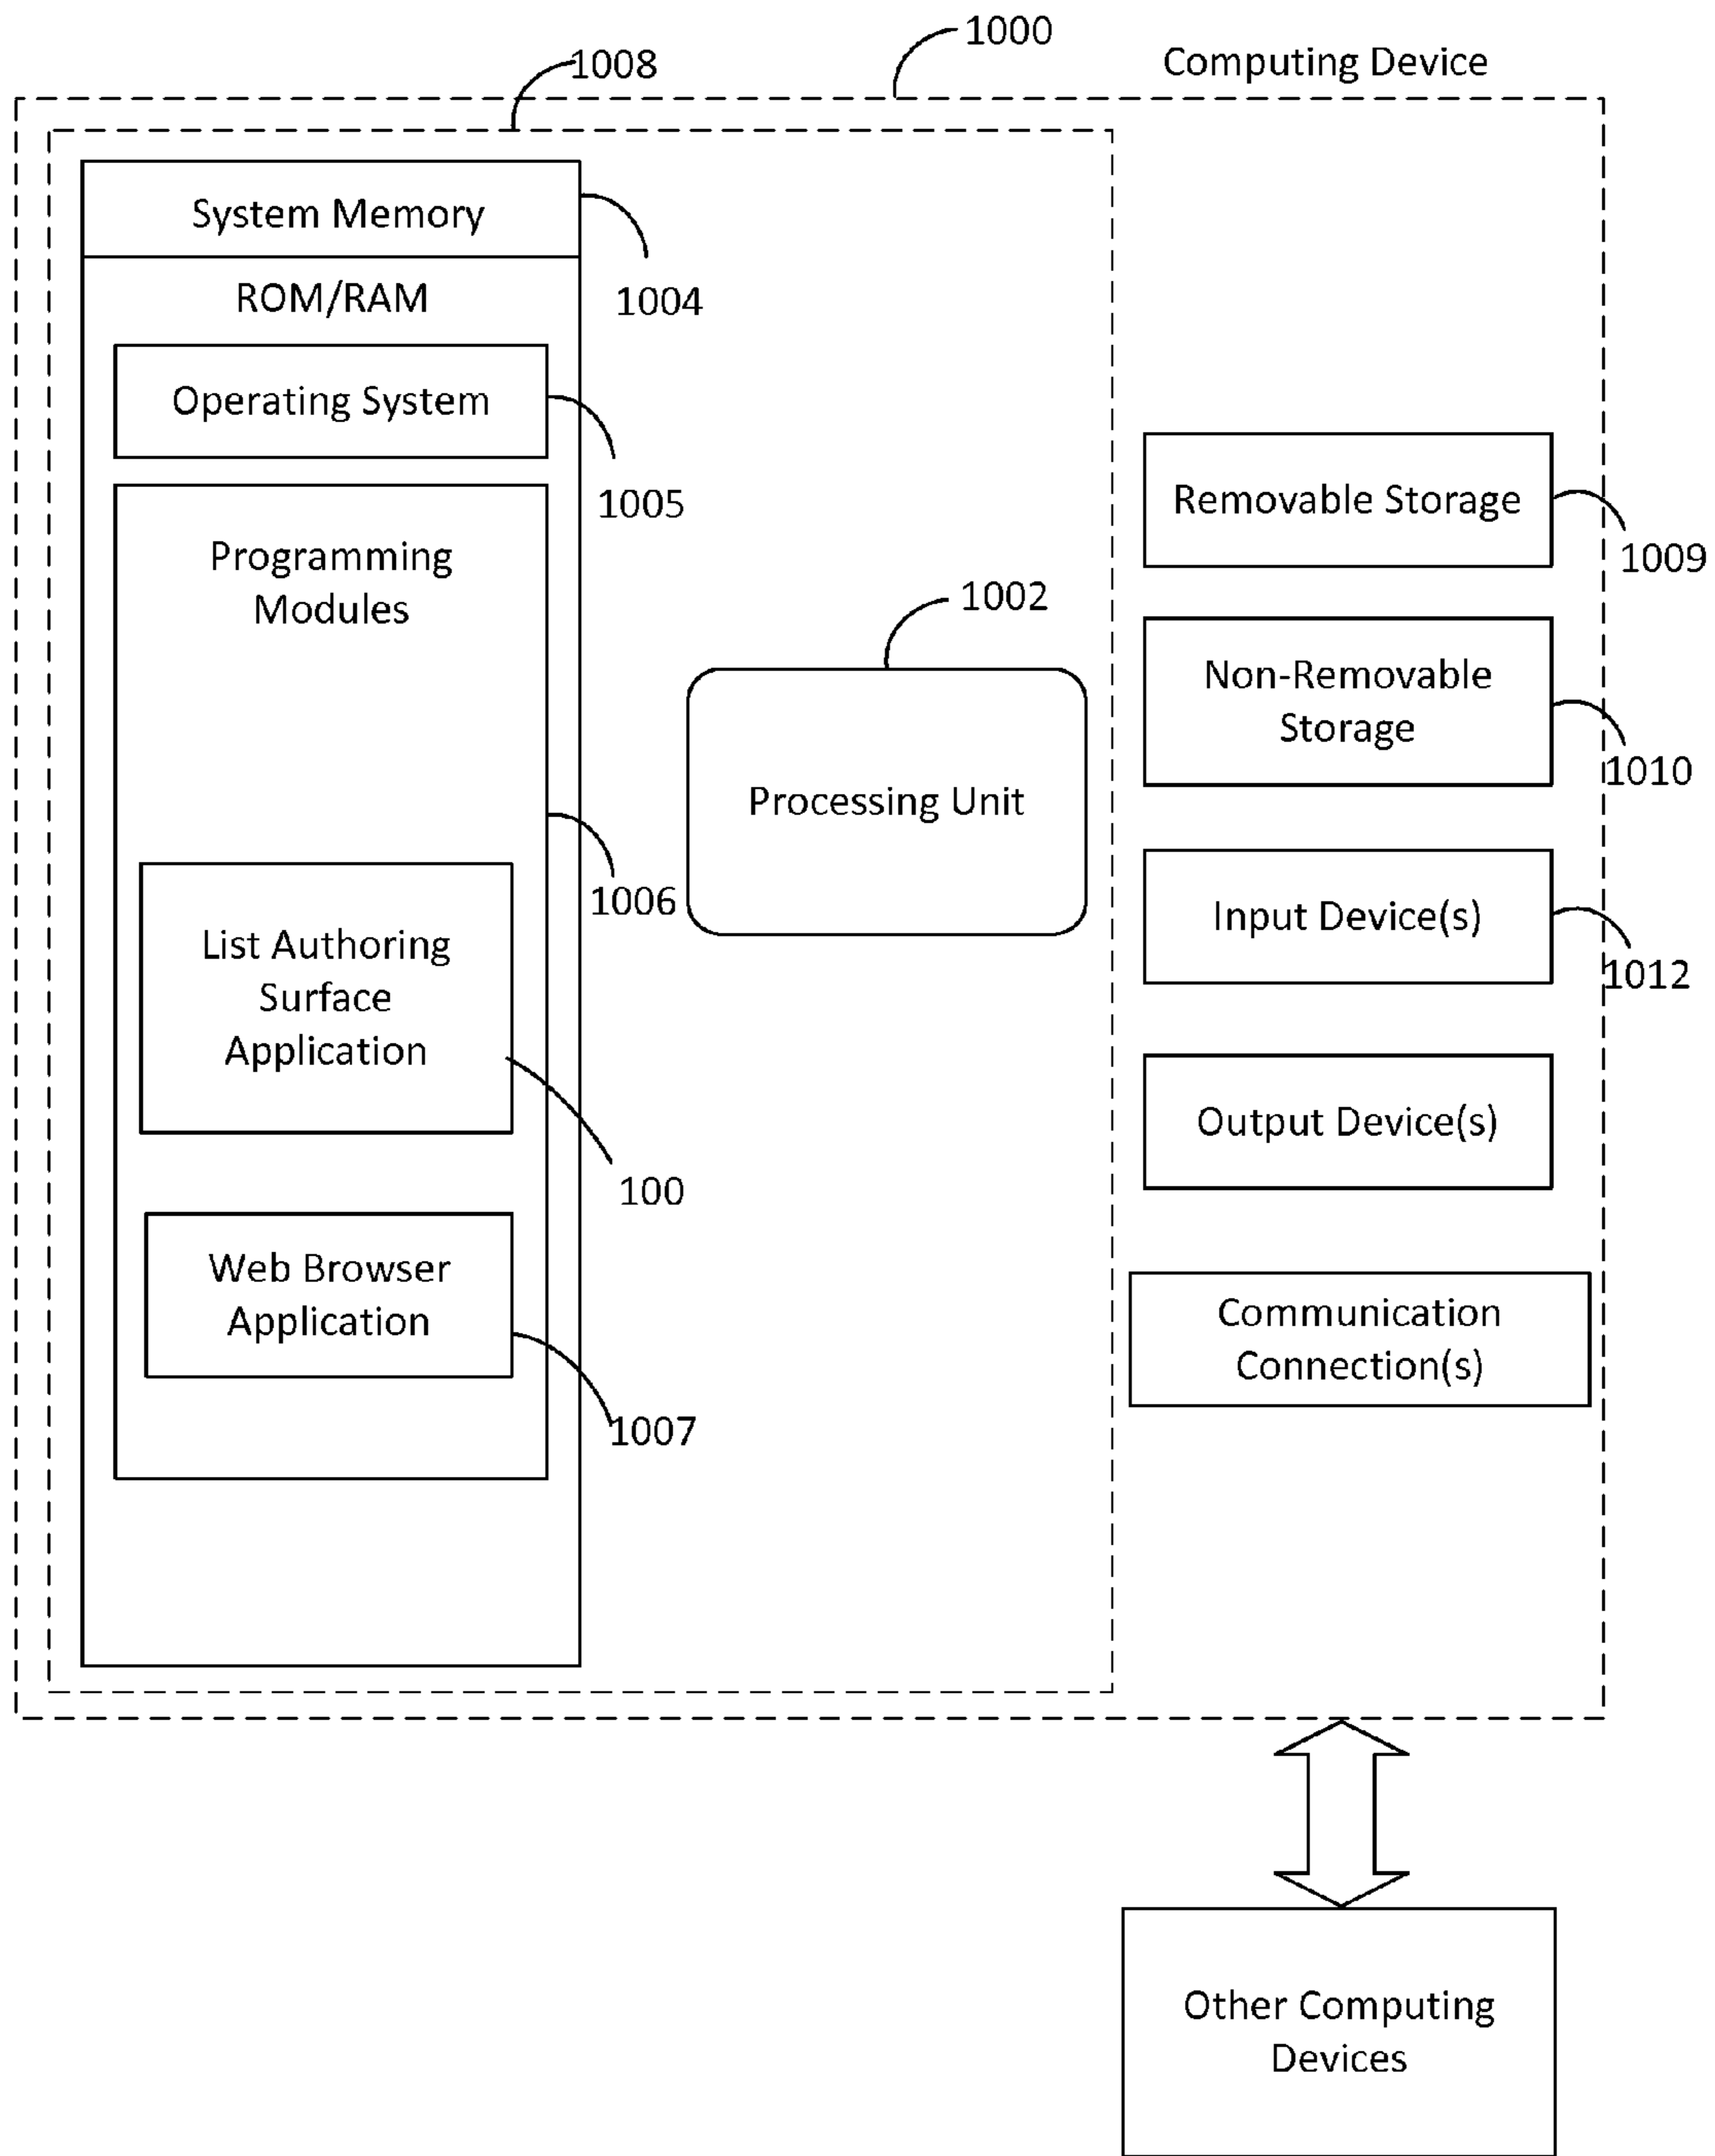 1000
Computing Device
1008
System Memory
1004
ROM/RAM
Operating System
1005
Programming
Modules
1006
List Authoring
Surface
Application
100
Web Browser
Application
1007
1002
Processing Unit
Removable Storage
1009
Non-Removable
Storage
1010
Input Device(s)
1012
Output Device(s)
Communication
Connection(s)
Other Computing
Devices